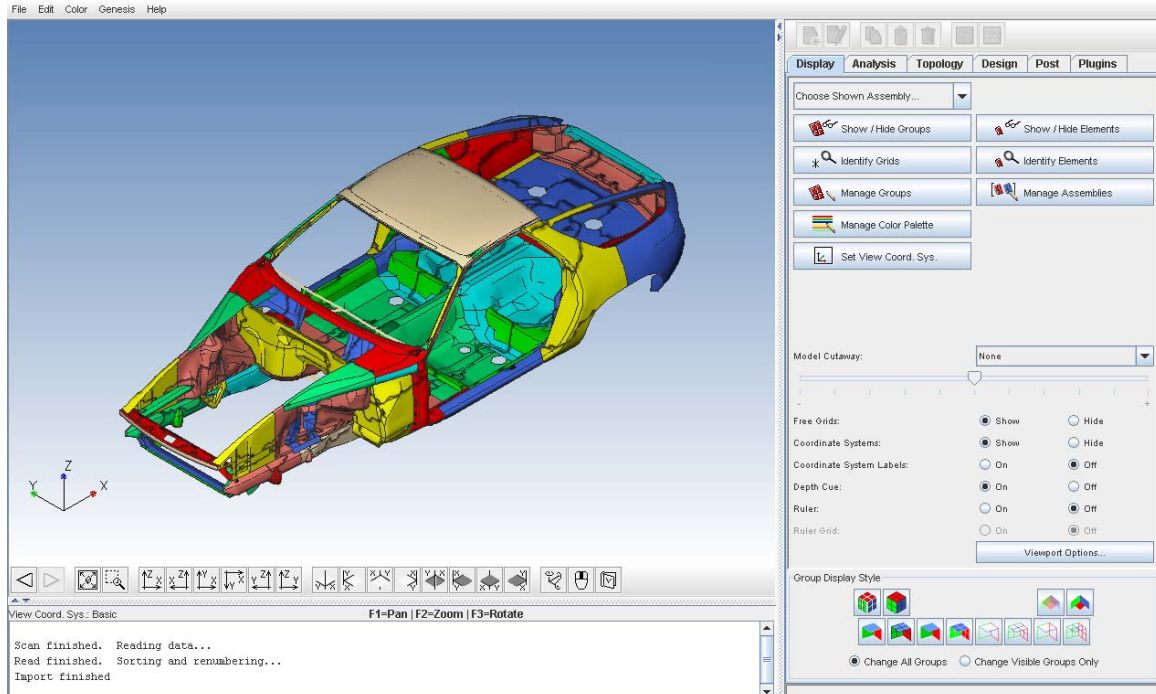 File Edit Color Genesis Help
Display Analysis Topology Design Post Plugins
Choose Shown Assembly...
Show / Hide Groups Show / Hide Elements
Identify Grids Identify Elements
Manage Groups Manage Assemblies
Manage Color Palette
Set View Coord. Sys.
Model Cutaway: None
- +
Free Grids: Show Hide
Coordinate Systems: Show Hide
Coordinate System Labels: On Off
Depth Cue: On Off
Ruler: On Off
Ruler Grid: On Off
Viewport Options...
Group Display Style
Change All Groups Change Visible Groups Only
Z
Y X
Z X X Z Y X Y X Y Z Z Y
X Y
View Coord. Sys.: Basic F1=Pan | F2=Zoom | F3=Rotate
Scan finished. Reading data...
Read finished. Sorting and renumbering...
Import finished